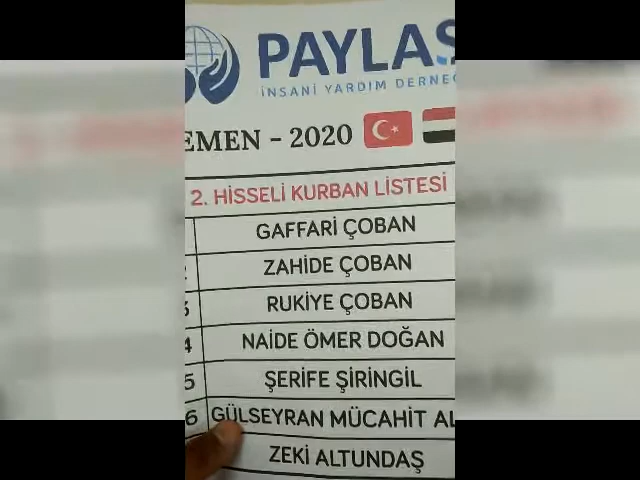 PAYLAŞ
İNSANİ YARDIM DERNEĞ
EMEN - 2020
2. HİSSELİ KURBAN LİSTESİ
GAFFARİ ÇOBAN
ZAHİDE ÇOBAN
RUKİYE ÇOBAN
4 NAİDE ÖMER DOĞAN
5 ŞERİFE ŞİRİNGİL
6 GÜLSEYRAN MÜCAHİT AL
ZEKİ ALTUNDAŞ